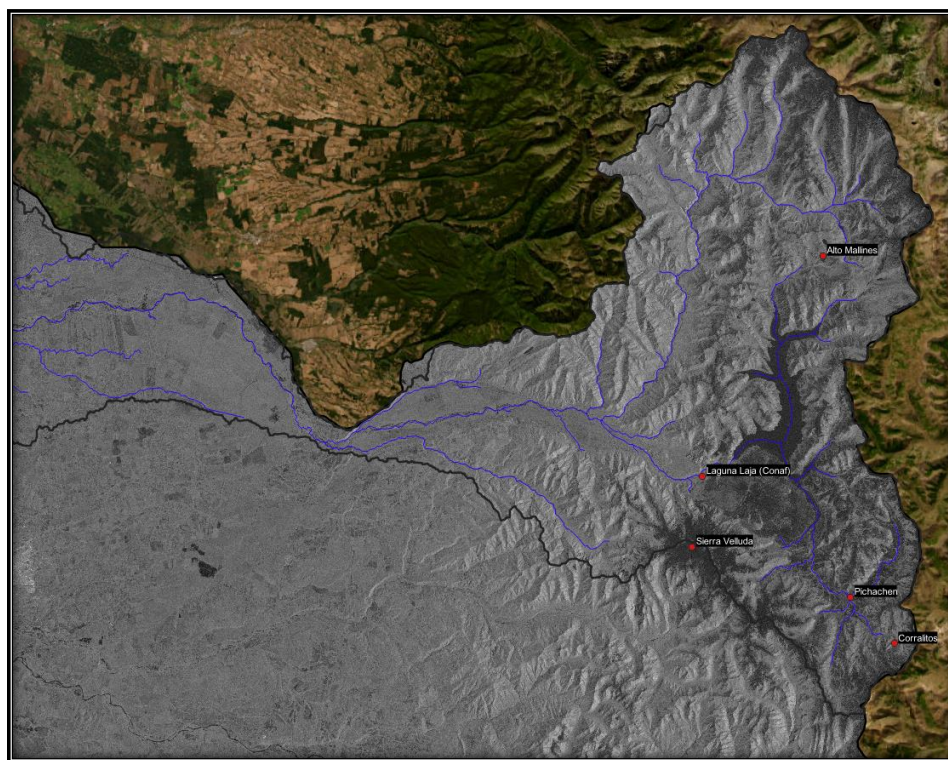 Alto Mallines
Laguna Laja (Conaf)
Sierra Velluda
Pichachen
Corralitos